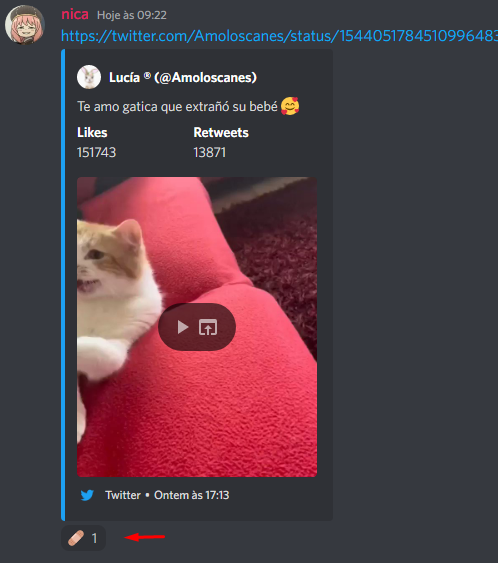 nica Hoje às 09:22
https://twitter.com/Amoloscanes/status/1544051784510996483
Lucía ® (@Amoloscanes)
Te amo gatica que extrañó su bebé 🥰
Likes Retweets
151743 13871
Twitter • Ontem às 17:13
1